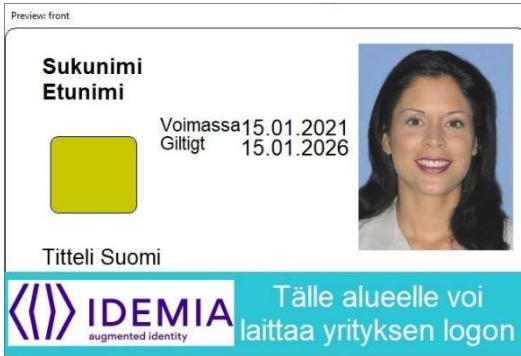 Preview: front
Sukunimi
Etunimi
Voimassa 15.01.2021
Giltigt 15.01.2026
Titteli Suomi
IDEMIA
augmented identity
Tälle alueelle voi
laittaa yrityksen logon